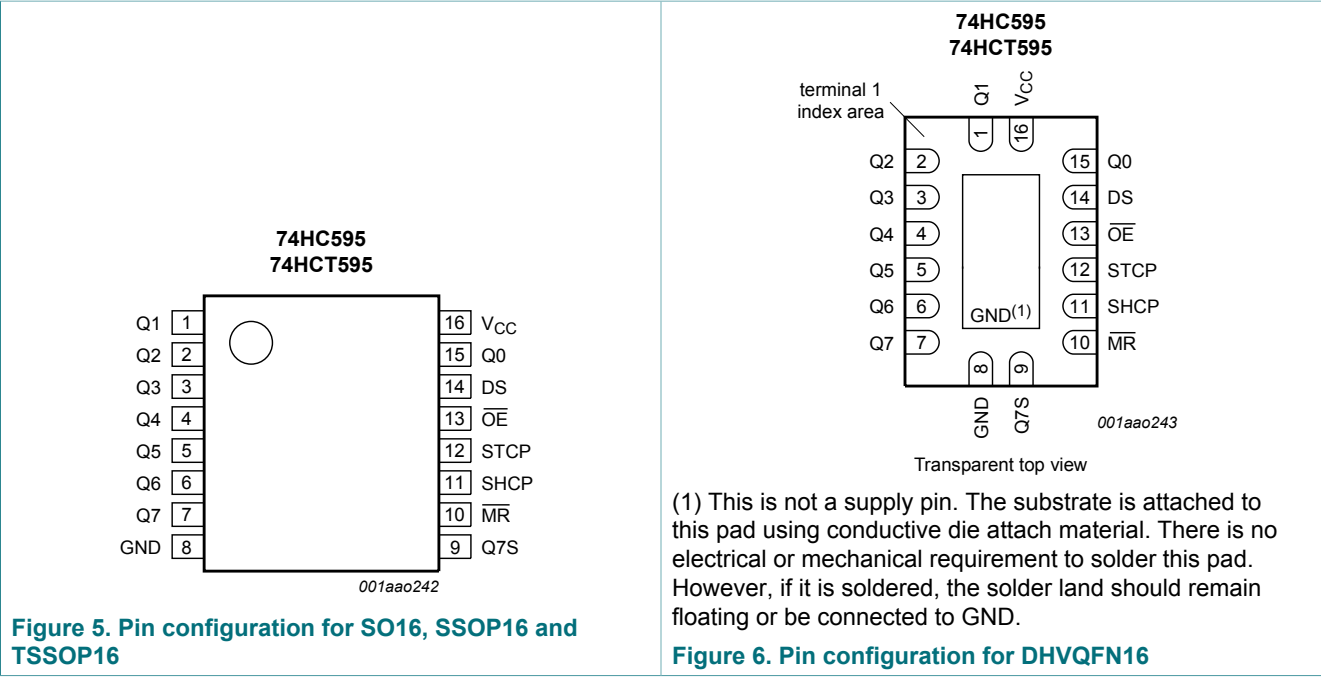 74HC595
74HCT595
Q1 1
Q2 2
Q3 3
Q4 4
Q5 5
Q6 6
Q7 7
GND 8
16 VCC
15 Q0
14 DS
13 O̅E̅
12 STCP
11 SHCP
10 M̅R̅
9 Q7S
001aao242
Figure 5. Pin configuration for SO16, SSOP16 and
TSSOP16
74HC595
74HCT595
terminal 1
index area
Q1
VCC
1
16
Q2 2
Q3 3
Q4 4
Q5 5
Q6 6
Q7 7
15 Q0
14 DS
13 O̅E̅
12 STCP
11 SHCP
10 M̅R̅
GND(1)
8
9
GND
Q7S
001aao243
Transparent top view
(1) This is not a supply pin. The substrate is attached to
this pad using conductive die attach material. There is no
electrical or mechanical requirement to solder this pad.
However, if it is soldered, the solder land should remain
floating or be connected to GND.
Figure 6. Pin configuration for DHVQFN16